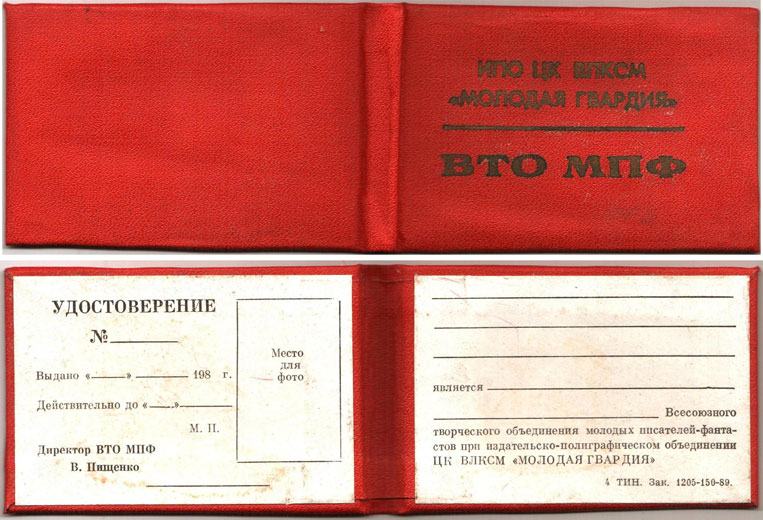 ИПО ЦК ВЛКСМ
«МОЛОДАЯ ГВАРДИЯ»
ВТО МПФ
УДОСТОВЕРЕНИЕ
№
Выдано «  » 198 г.
Действительно до «  »
М. П.
Директор ВТО МПФ
В. Пищенко
Место
для
фото
является
Всесоюзного
творческого объединения молодых писателей-фанта-
стов при издательско-полиграфическом объединении
ЦК ВЛКСМ «МОЛОДАЯ ГВАРДИЯ»
4 ТИН. Зак. 1205-150-89.